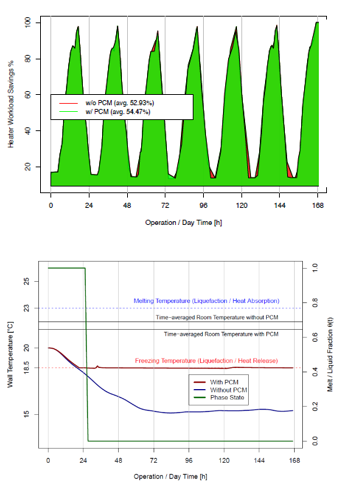 Heater Workload Savings %
100
80
60
40
20
w/o PCM (avg. 52.93%)
w/ PCM (avg. 54.47%)
0 24 48 72 96 120 144 168
Operation / Day Time [h]
Wall Temperature [°C]
25
23
20
18.5
15
Melting Temperature (Liquefaction / Heat Absorption)
Time-averaged Room Temperature without PCM
Time-averaged Room Temperature with PCM
Freezing Temperature (Liquefaction / Heat Release)
With PCM
Without PCM
Phase State
1.0
0.8
0.6
0.4
0.2
0.0
Melt / Liquid Fraction θ(t)
0 24 48 72 96 120 144 168
Operation / Day Time [h]